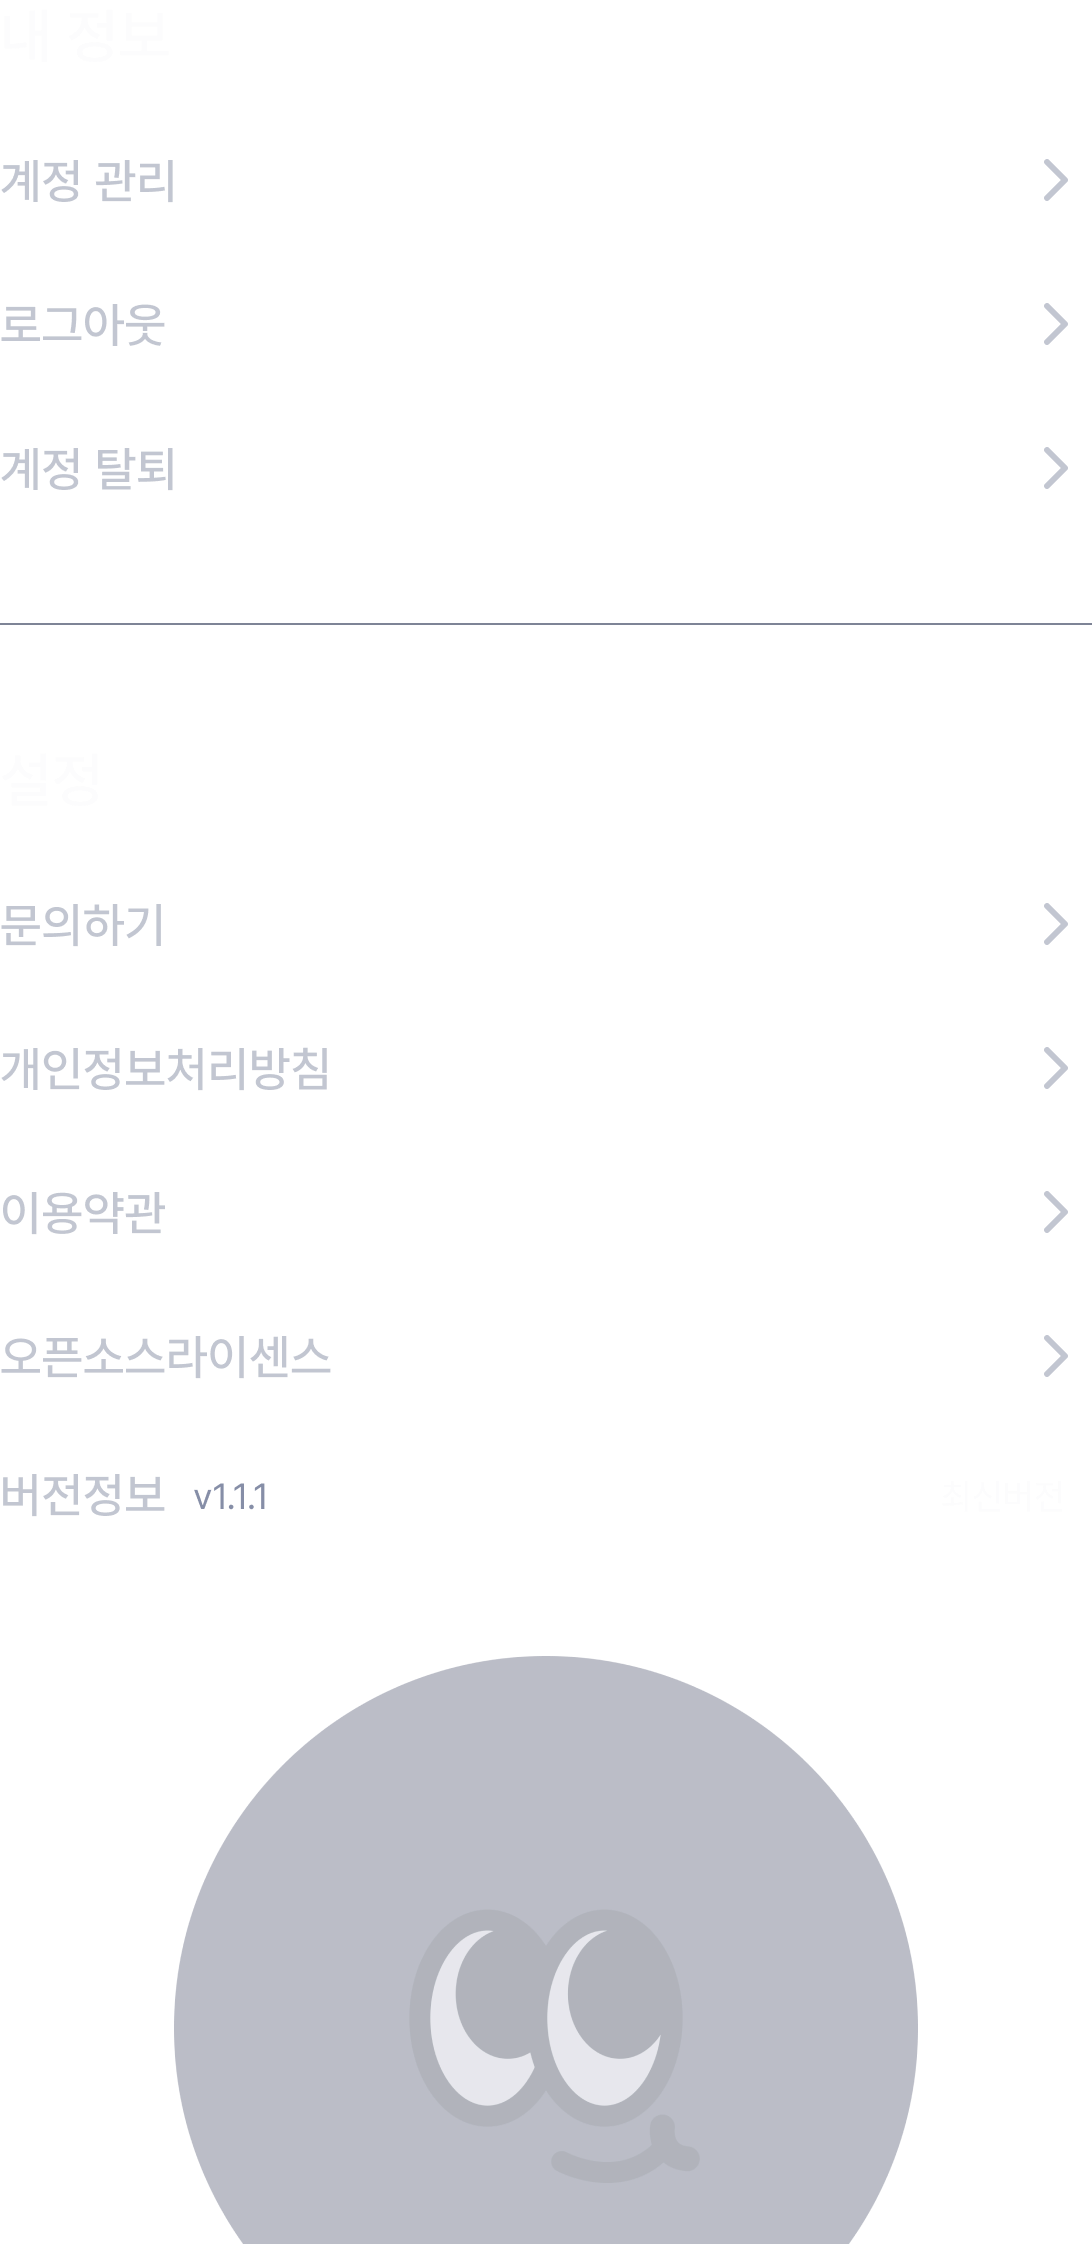 내 정보
계정 관리
로그아웃
계정 탈퇴
설정
문의하기
개인정보처리방침
이용약관
오픈소스라이센스
버전정보 v1.1.1 최신버전